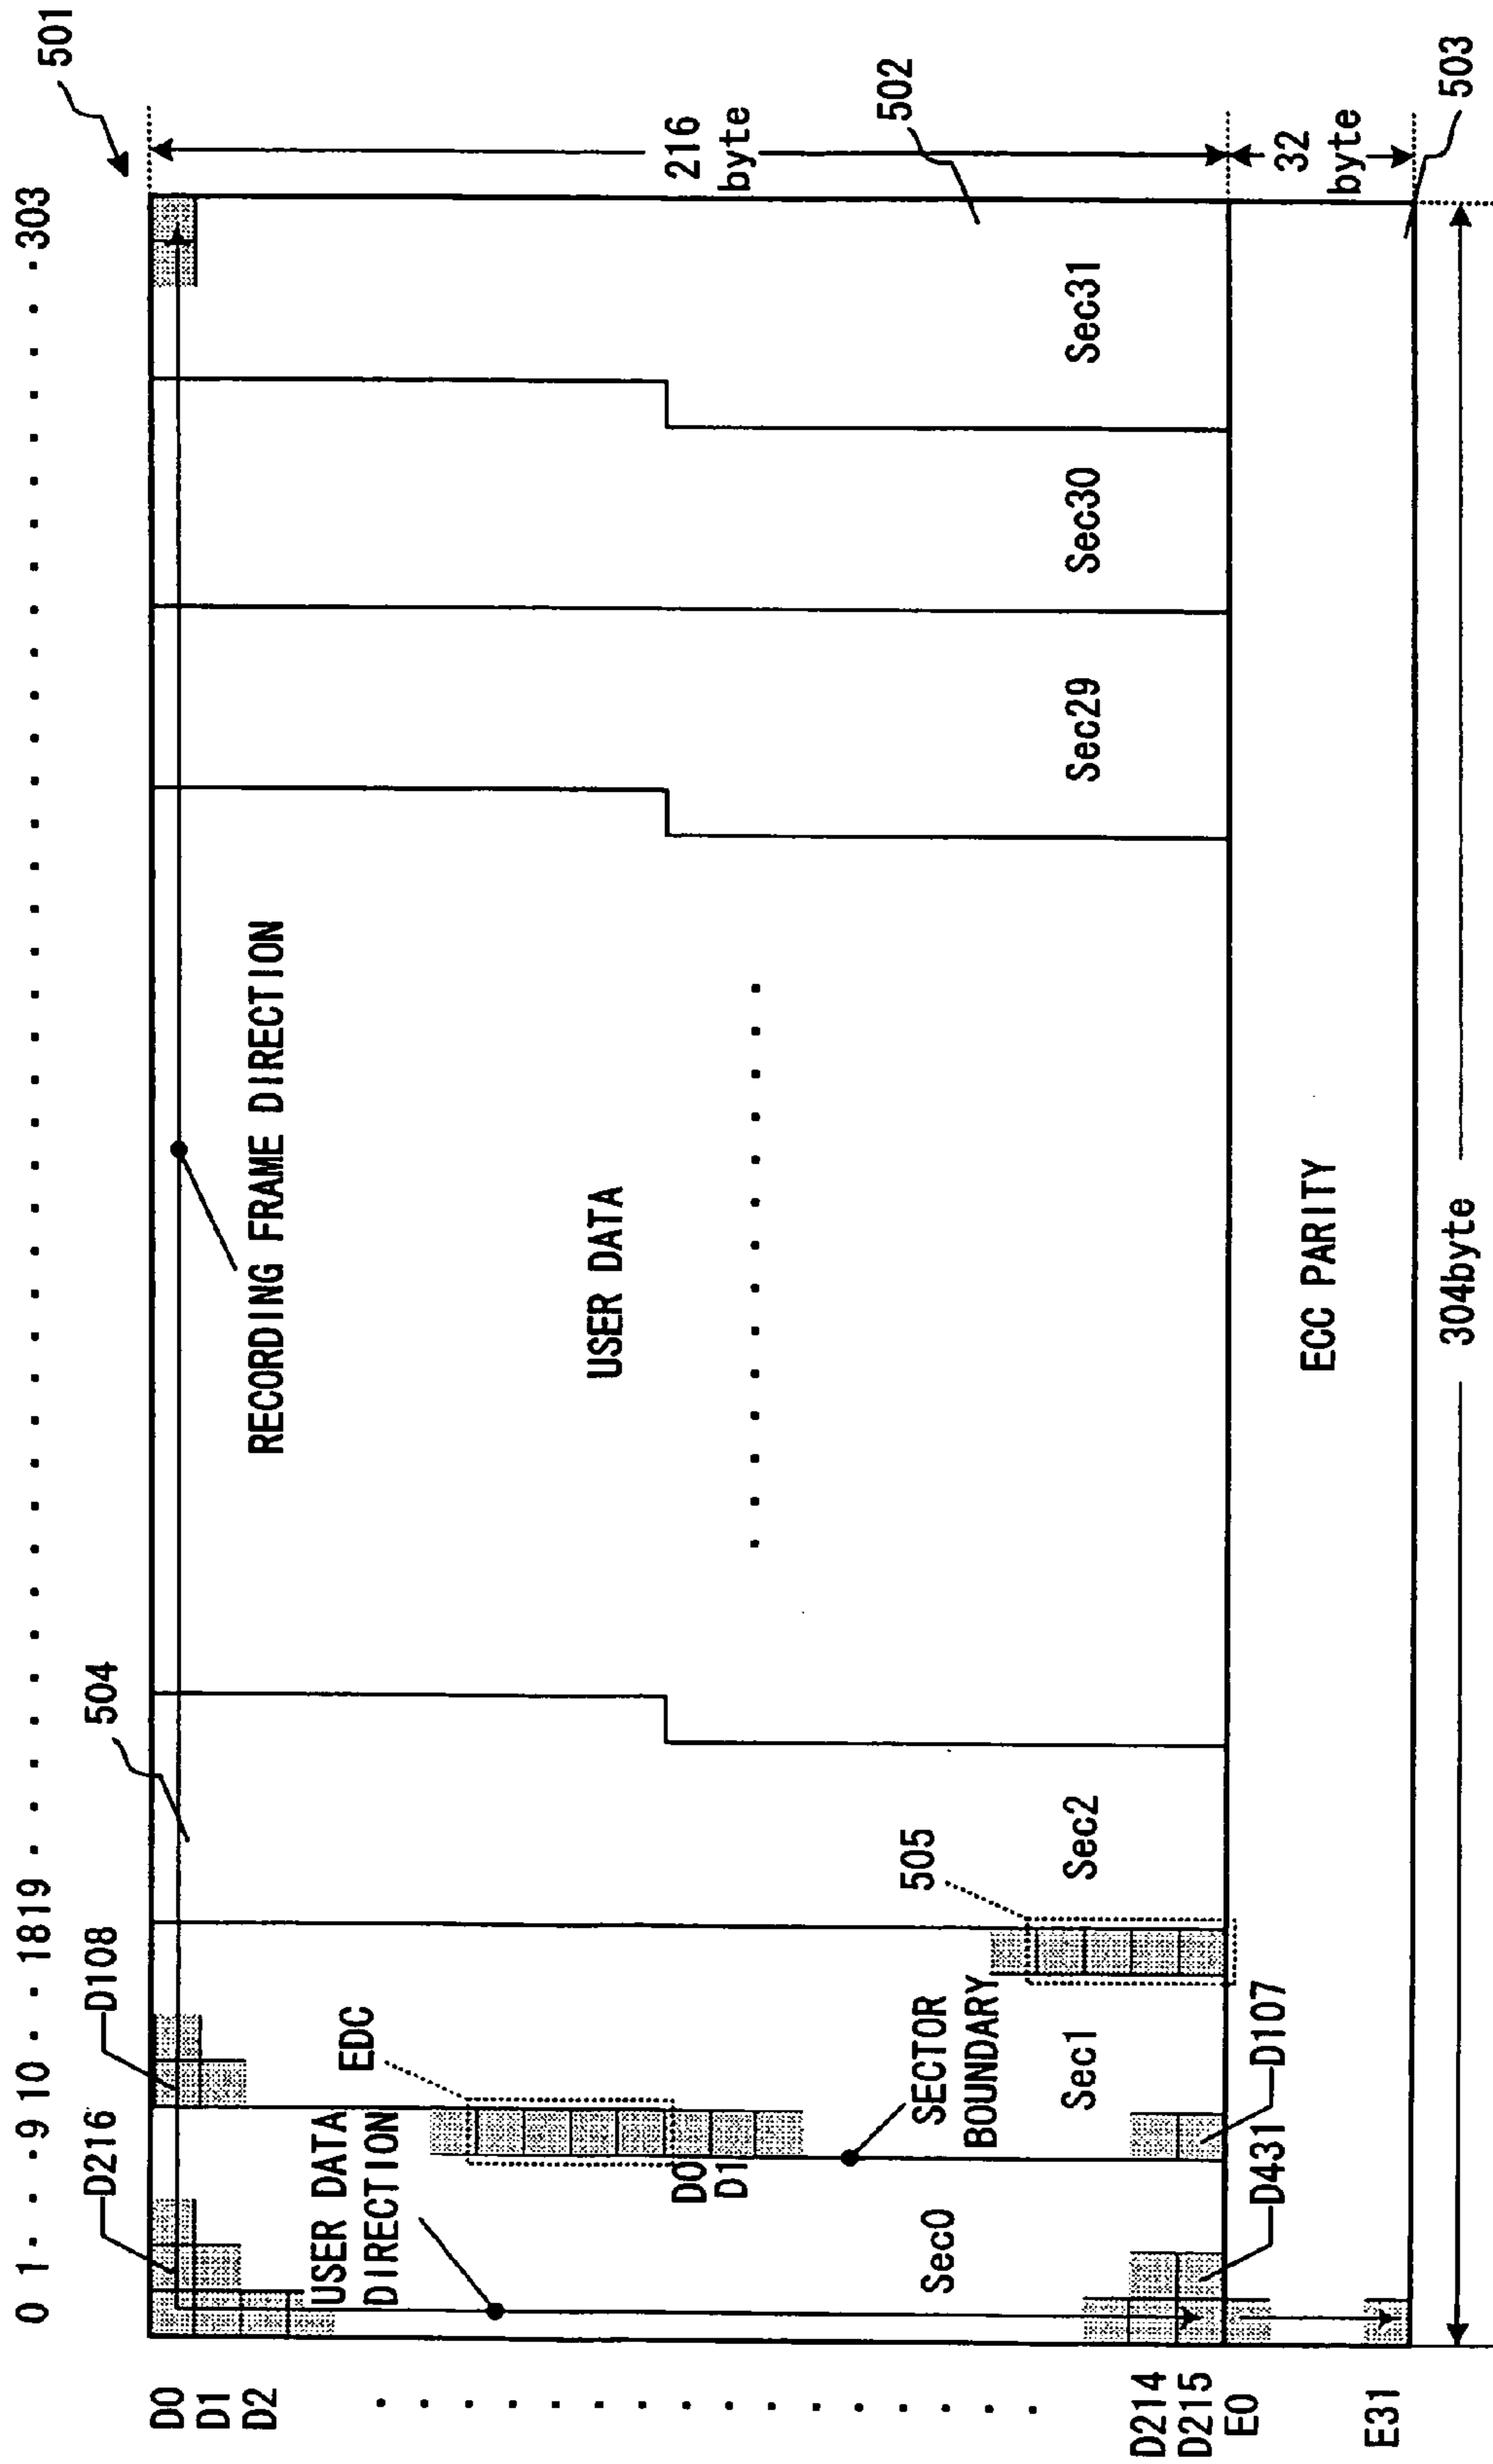 501
0 1 · · 9 10 · · 18 19 · · · · · 303
504
D216
D108
RECORDING FRAME DIRECTION
D0
D1
D2
USER DATA
DIRECTION
EDC
D0
D1
USER DATA
216
byte
502
SECTOR
BOUNDARY
505
Sec0
Sec1
Sec2
Sec29
Sec30
Sec31
D214
D215
E0
E31
D431
D107
ECC PARITY
32
byte
503
304byte